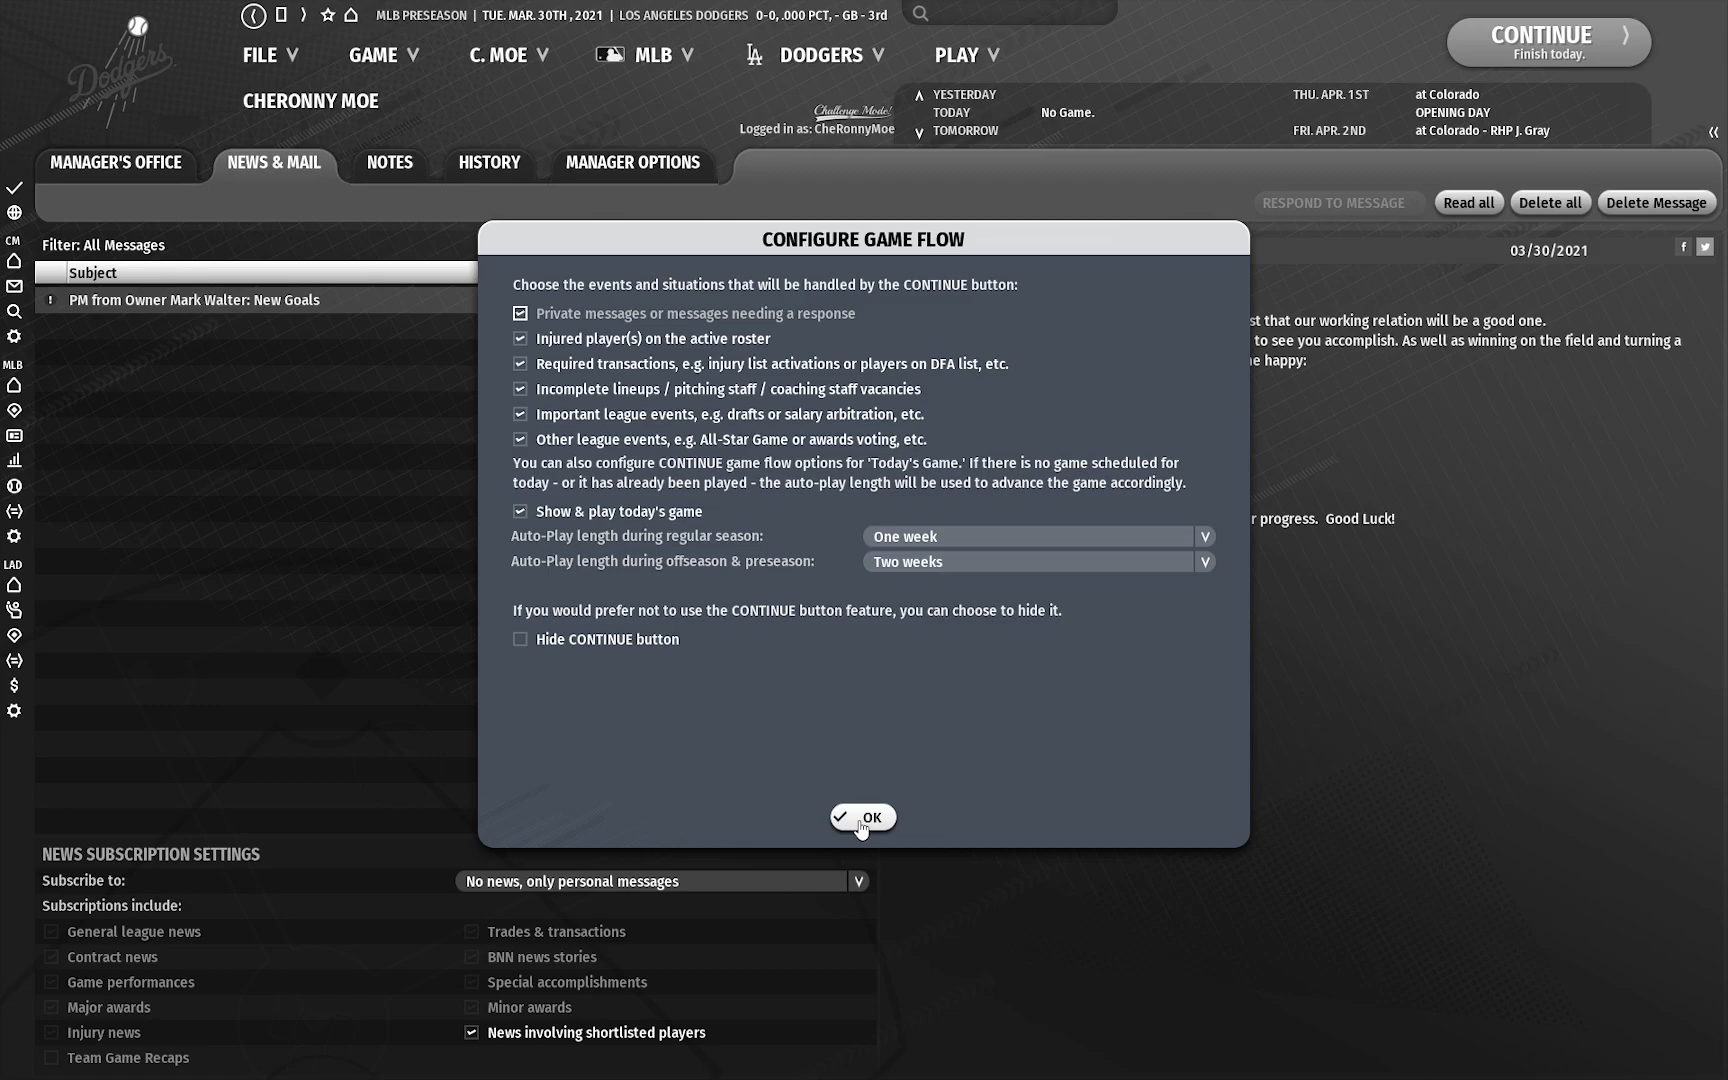 MLB PRESEASON | TUE. MAR. 30TH , 2021 | LOS ANGELES DODGERS 0-0, .000 PCT, - GB - 3rd
Dodgers
FILE GAME C. MOE MLB LA DODGERS PLAY
CONTINUE
Finish today.
CHERONNY MOE
Challenge Mode!
Logged in as: CheRonnyMoe
YESTERDAY
TODAY No Game.
TOMORROW
THU. APR. 1ST at Colorado
OPENING DAY
FRI. APR. 2ND at Colorado - RHP J. Gray
MANAGER'S OFFICE NEWS & MAIL NOTES HISTORY MANAGER OPTIONS
RESPOND TO MESSAGE Read all Delete all Delete Message
CM
MLB
LAD
Filter: All Messages
Subject
! PM from Owner Mark Walter: New Goals
03/30/2021
st that our working relation will be a good one.
to see you accomplish. As well as winning on the field and turning a
e happy:
r progress. Good Luck!
CONFIGURE GAME FLOW
Choose the events and situations that will be handled by the CONTINUE button:
Private messages or messages needing a response
Injured player(s) on the active roster
Required transactions, e.g. injury list activations or players on DFA list, etc.
Incomplete lineups / pitching staff / coaching staff vacancies
Important league events, e.g. drafts or salary arbitration, etc.
Other league events, e.g. All-Star Game or awards voting, etc.
You can also configure CONTINUE game flow options for 'Today's Game.' If there is no game scheduled for
today - or it has already been played - the auto-play length will be used to advance the game accordingly.
Show & play today's game
Auto-Play length during regular season: One week
Auto-Play length during offseason & preseason: Two weeks
If you would prefer not to use the CONTINUE button feature, you can choose to hide it.
Hide CONTINUE button
OK
NEWS SUBSCRIPTION SETTINGS
Subscribe to: No news, only personal messages
Subscriptions include:
General league news Trades & transactions
Contract news BNN news stories
Game performances Special accomplishments
Major awards Minor awards
Injury news News involving shortlisted players
Team Game Recaps